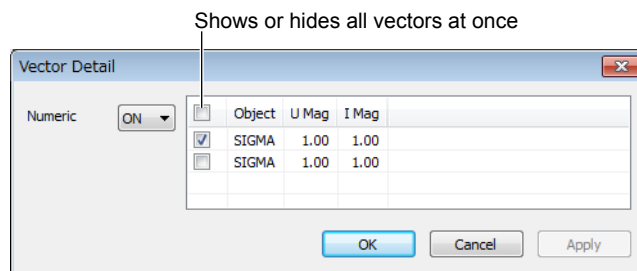 Shows or hides all vectors at once
Vector Detail
Numeric ON Object U Mag I Mag
SIGMA 1.00 1.00
SIGMA 1.00 1.00
OK Cancel Apply